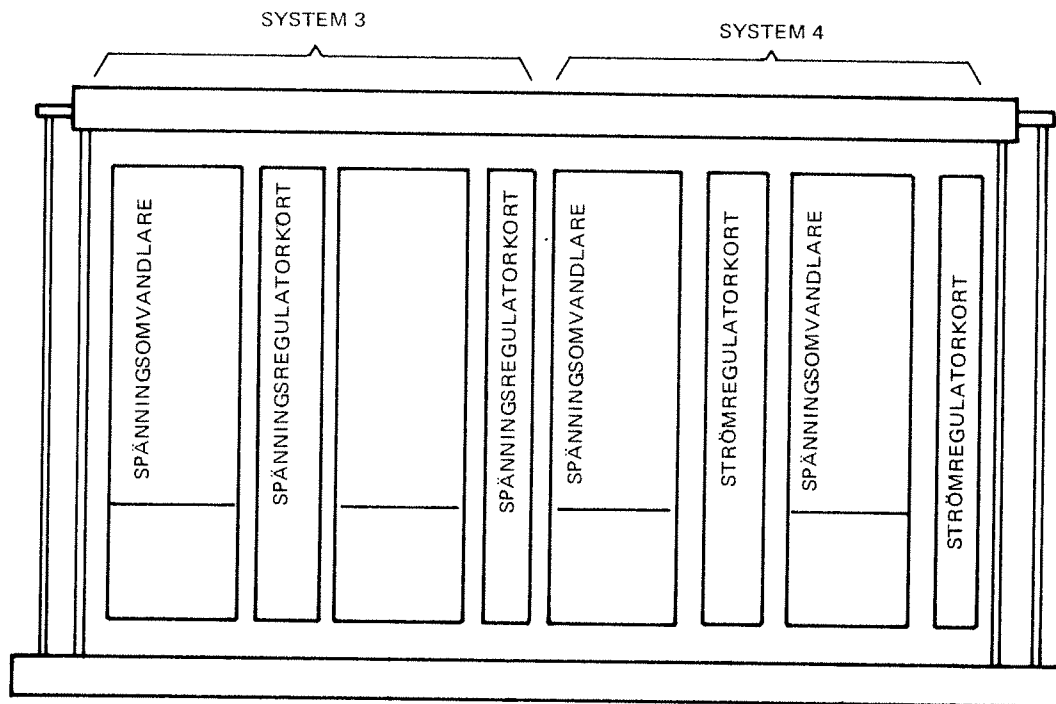 SYSTEM 3
SYSTEM 4
SPÄNNINGSOMVANDLARE
SPÄNNINGSREGULATORKORT
SPÄNNINGSREGULATORKORT
SPÄNNINGSOMVANDLARE
STRÖMREGULATORKORT
SPÄNNINGSOMVANDLARE
STRÖMREGULATORKORT